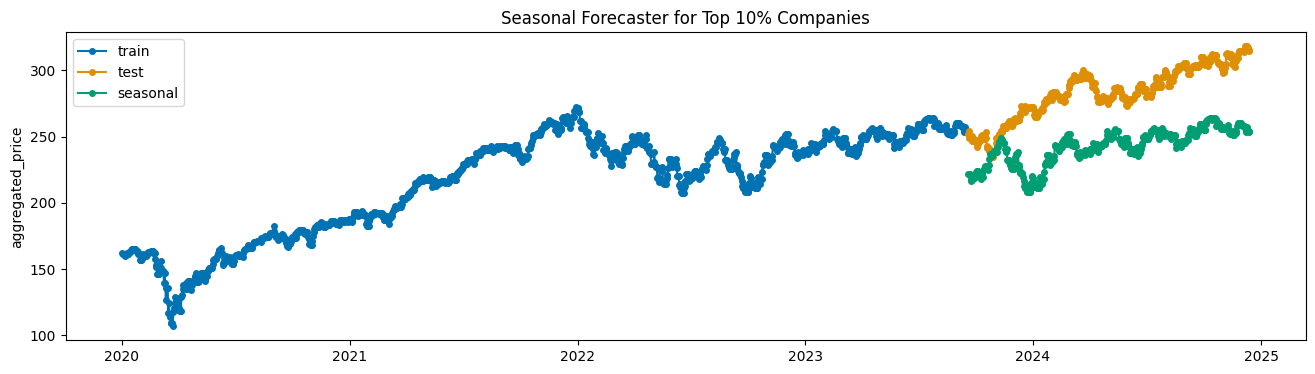 Seasonal Forecaster for Top 10% Companies
train
test
seasonal
aggregated_price
300
250
200
150
100
2020
2021
2022
2023
2024
2025